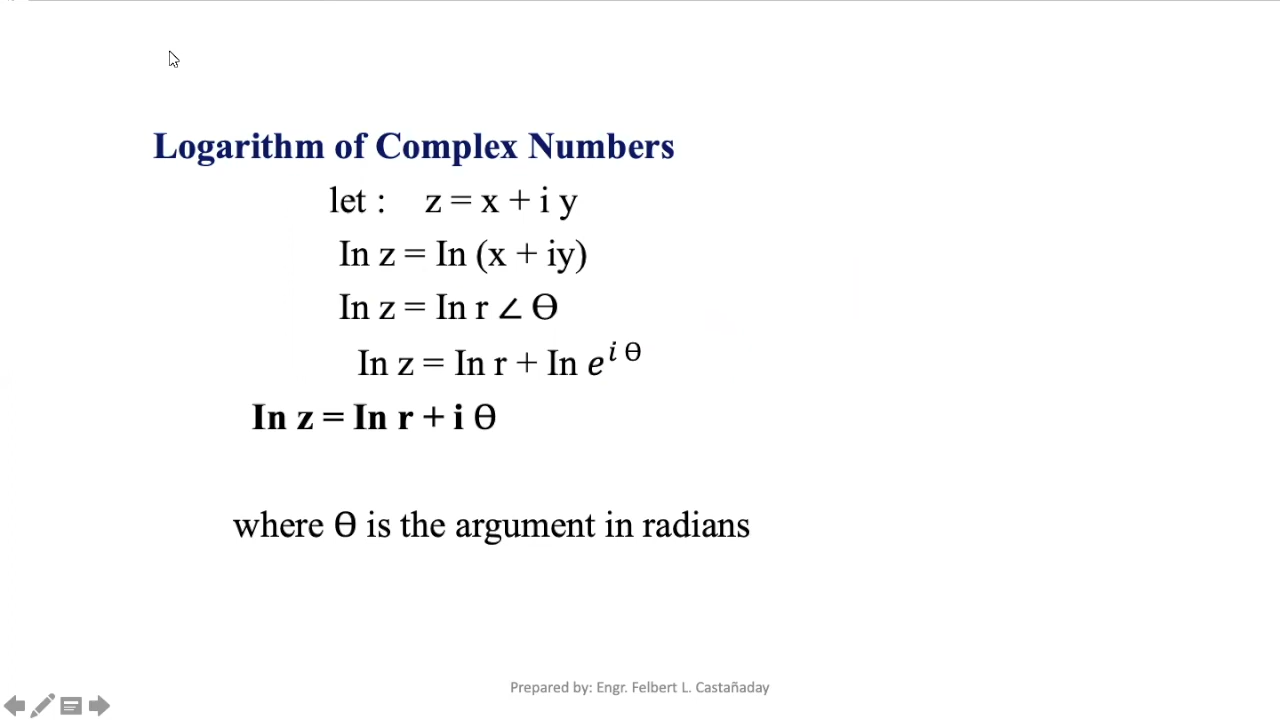 Logarithm of Complex Numbers
let : z = x + i y
In z = In (x + iy)
In z = In r ∠ Ɵ
In z = In r + In e^{i Ɵ}
In z = In r + i Ɵ
where Ɵ is the argument in radians
Prepared by: Engr. Felbert L. Castañaday